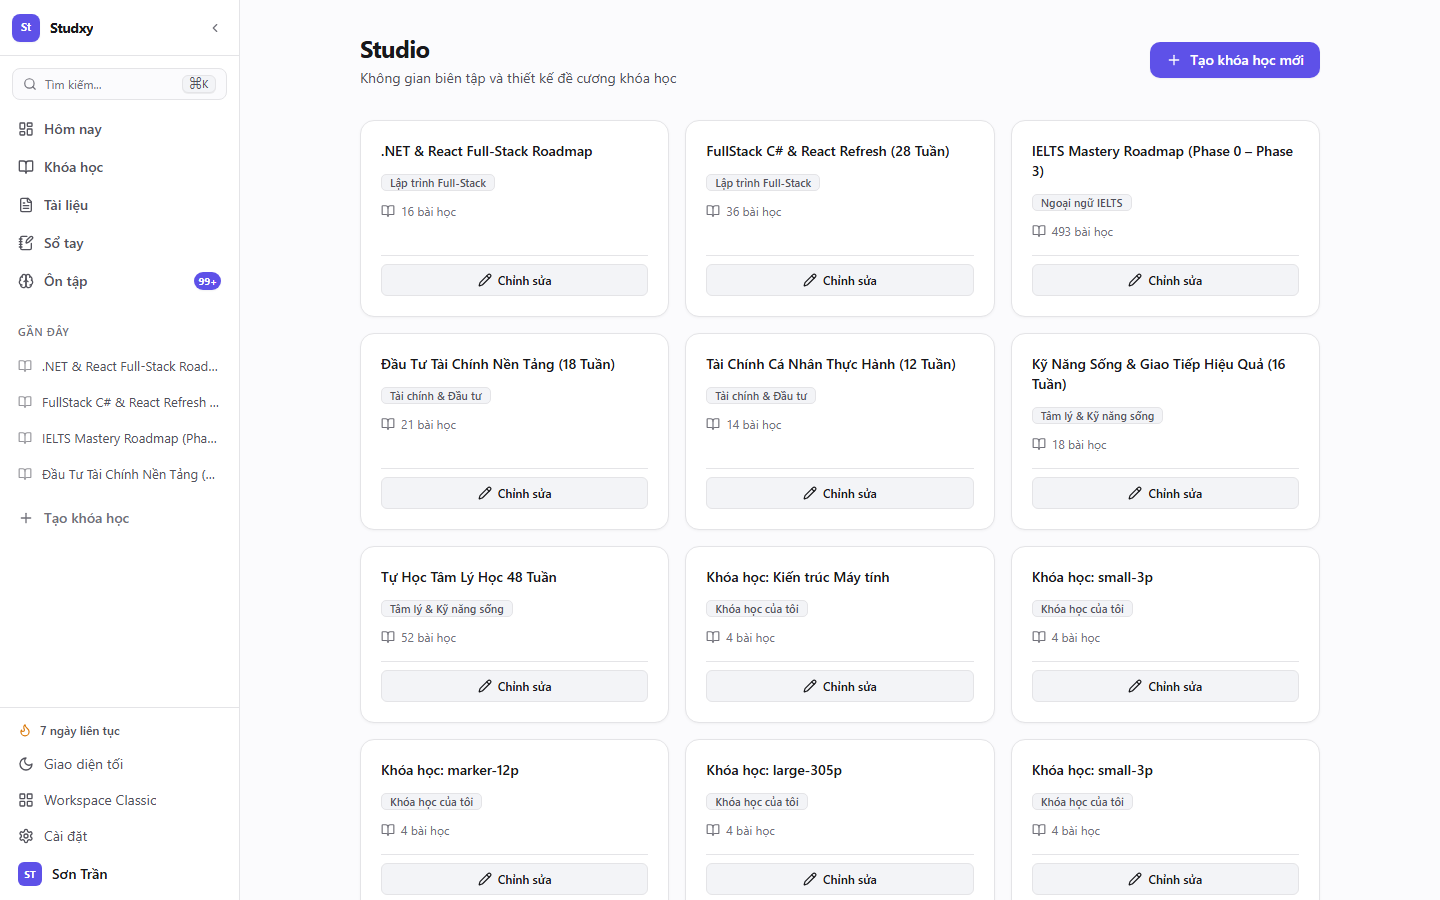 St
Studxy
Tìm kiếm...
⌘K
Hôm nay
Khóa học
Tài liệu
Sổ tay
Ôn tập
99+
GẦN ĐÂY
.NET & React Full-Stack Road...
FullStack C# & React Refresh ...
IELTS Mastery Roadmap (Pha...
Đầu Tư Tài Chính Nền Tảng (...
Tạo khóa học
7 ngày liên tục
Giao diện tối
Workspace Classic
Cài đặt
ST
Sơn Trần
Studio
Không gian biên tập và thiết kế đề cương khóa học
Tạo khóa học mới
.NET & React Full-Stack Roadmap
Lập trình Full-Stack
16 bài học
Chỉnh sửa
FullStack C# & React Refresh (28 Tuần)
Lập trình Full-Stack
36 bài học
Chỉnh sửa
IELTS Mastery Roadmap (Phase 0 – Phase
3)
Ngoại ngữ IELTS
493 bài học
Chỉnh sửa
Đầu Tư Tài Chính Nền Tảng (18 Tuần)
Tài chính & Đầu tư
21 bài học
Chỉnh sửa
Tài Chính Cá Nhân Thực Hành (12 Tuần)
Tài chính & Đầu tư
14 bài học
Chỉnh sửa
Kỹ Năng Sống & Giao Tiếp Hiệu Quả (16
Tuần)
Tâm lý & Kỹ năng sống
18 bài học
Chỉnh sửa
Tự Học Tâm Lý Học 48 Tuần
Tâm lý & Kỹ năng sống
52 bài học
Chỉnh sửa
Khóa học: Kiến trúc Máy tính
Khóa học của tôi
4 bài học
Chỉnh sửa
Khóa học: small-3p
Khóa học của tôi
4 bài học
Chỉnh sửa
Khóa học: marker-12p
Khóa học của tôi
4 bài học
Chỉnh sửa
Khóa học: large-305p
Khóa học của tôi
4 bài học
Chỉnh sửa
Khóa học: small-3p
Khóa học của tôi
4 bài học
Chỉnh sửa